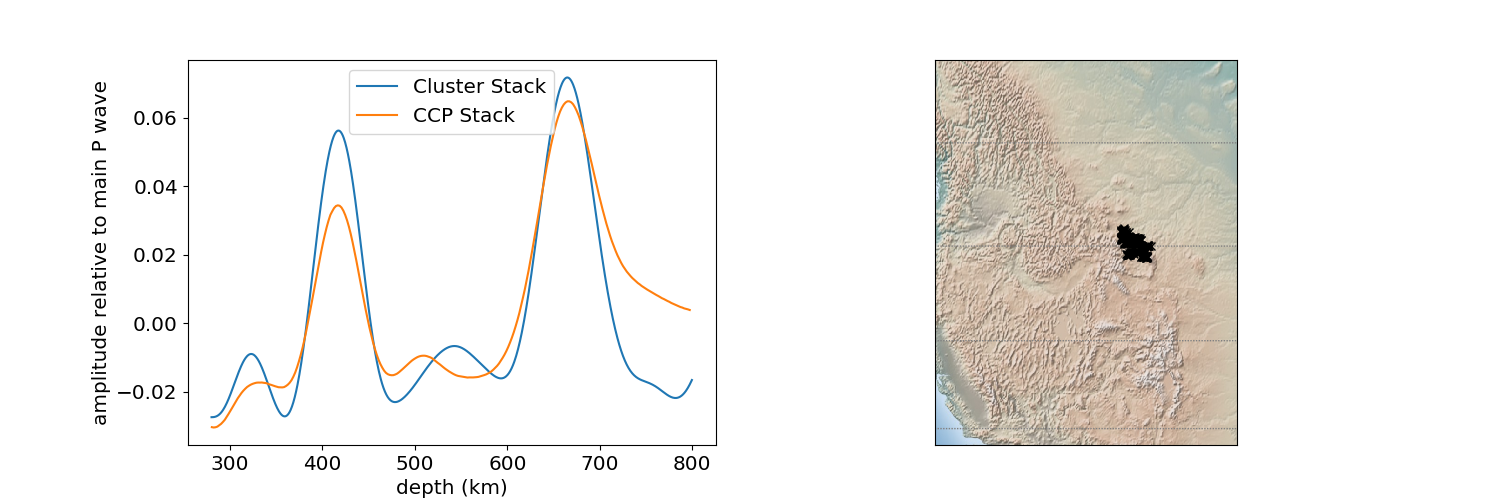 Cluster Stack
CCP Stack
amplitude relative to main P wave
0.06
0.04
0.02
0.00
−0.02
300 400 500 600 700 800
depth (km)